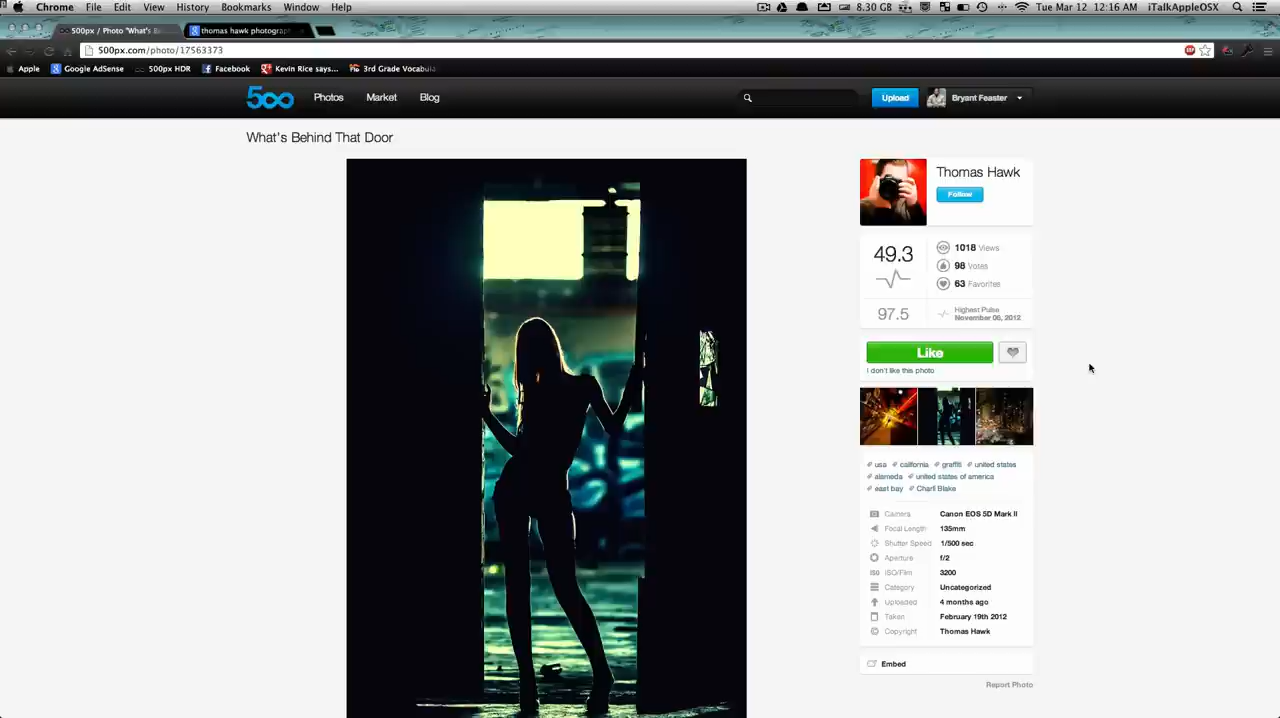 Chrome File Edit View History Bookmarks Window Help 8.30 GB Tue Mar 12 12:16 AM iTalkAppleOSX
500px / Photo "What's Be thomas hawk photograph
500px.com/photo/17563373
Apple Google AdSense 500px HDR Facebook Kevin Rice says... 3rd Grade Vocabula
500 Photos Market Blog Upload Bryant Feaster
What's Behind That Door
Thomas Hawk
Follow
49.3
1018 Views
98 Votes
63 Favorites
97.5
Highest Pulse
November 06, 2012
Like
I don't like this photo
usa california graffiti united states
alameda united states of america
east bay Charli Blake
Camera Canon EOS 5D Mark II
Focal Length 135mm
Shutter Speed 1/500 sec
Aperture f/2
ISO ISO/Film 3200
Category Uncategorized
Uploaded 4 months ago
Taken February 19th 2012
© Copyright Thomas Hawk
Embed
Report Photo